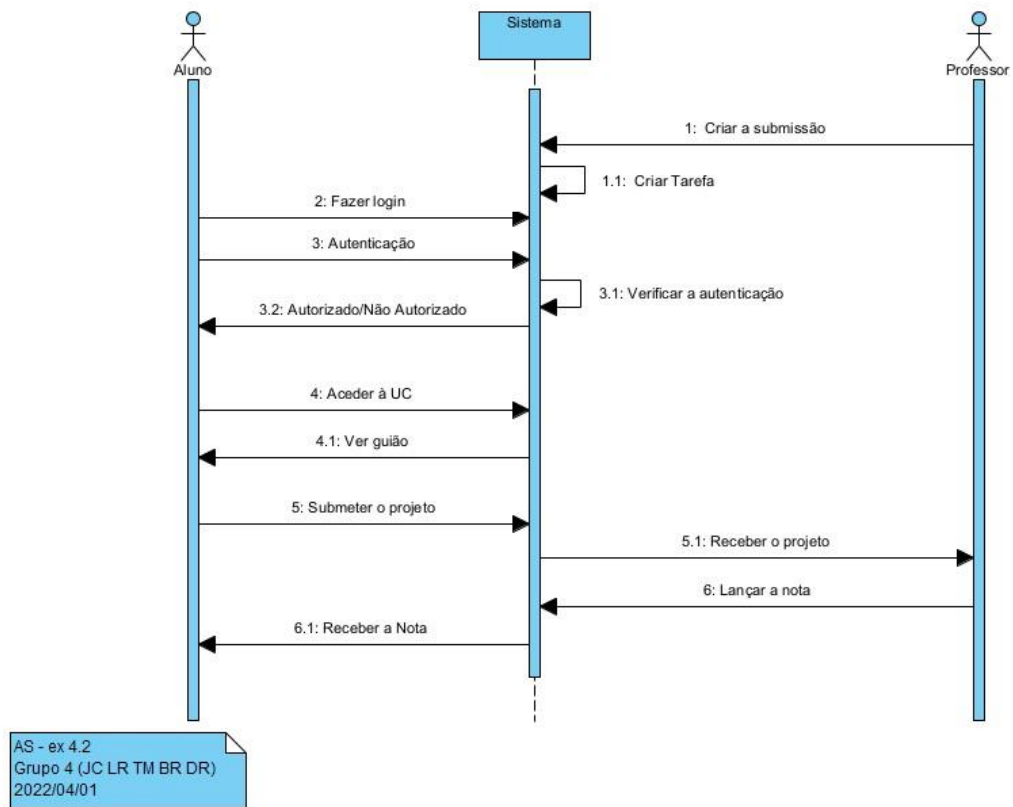 Sistema
Aluno
Professor
1: Criar a submissão
1.1: Criar Tarefa
2: Fazer login
3: Autenticação
3.1: Verificar a autenticação
3.2: Autorizado/Não Autorizado
4: Aceder à UC
4.1: Ver guião
5: Submeter o projeto
5.1: Receber o projeto
6: Lançar a nota
6.1: Receber a Nota
AS - ex 4.2
Grupo 4 (JC LR TM BR DR)
2022/04/01